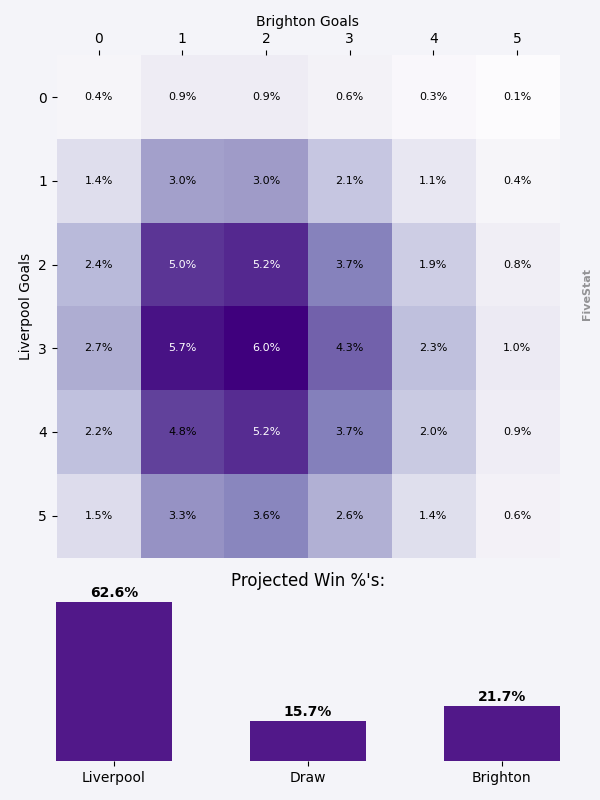 Brighton Goals
0 1 2 3 4 5
0 0.4% 0.9% 0.9% 0.6% 0.3% 0.1%
1 1.4% 3.0% 3.0% 2.1% 1.1% 0.4%
2 2.4% 5.0% 5.2% 3.7% 1.9% 0.8%
3 2.7% 5.7% 6.0% 4.3% 2.3% 1.0%
4 2.2% 4.8% 5.2% 3.7% 2.0% 0.9%
5 1.5% 3.3% 3.6% 2.6% 1.4% 0.6%
Liverpool Goals
FiveStat
Projected Win %'s:
62.6% 15.7% 21.7%
Liverpool Draw Brighton